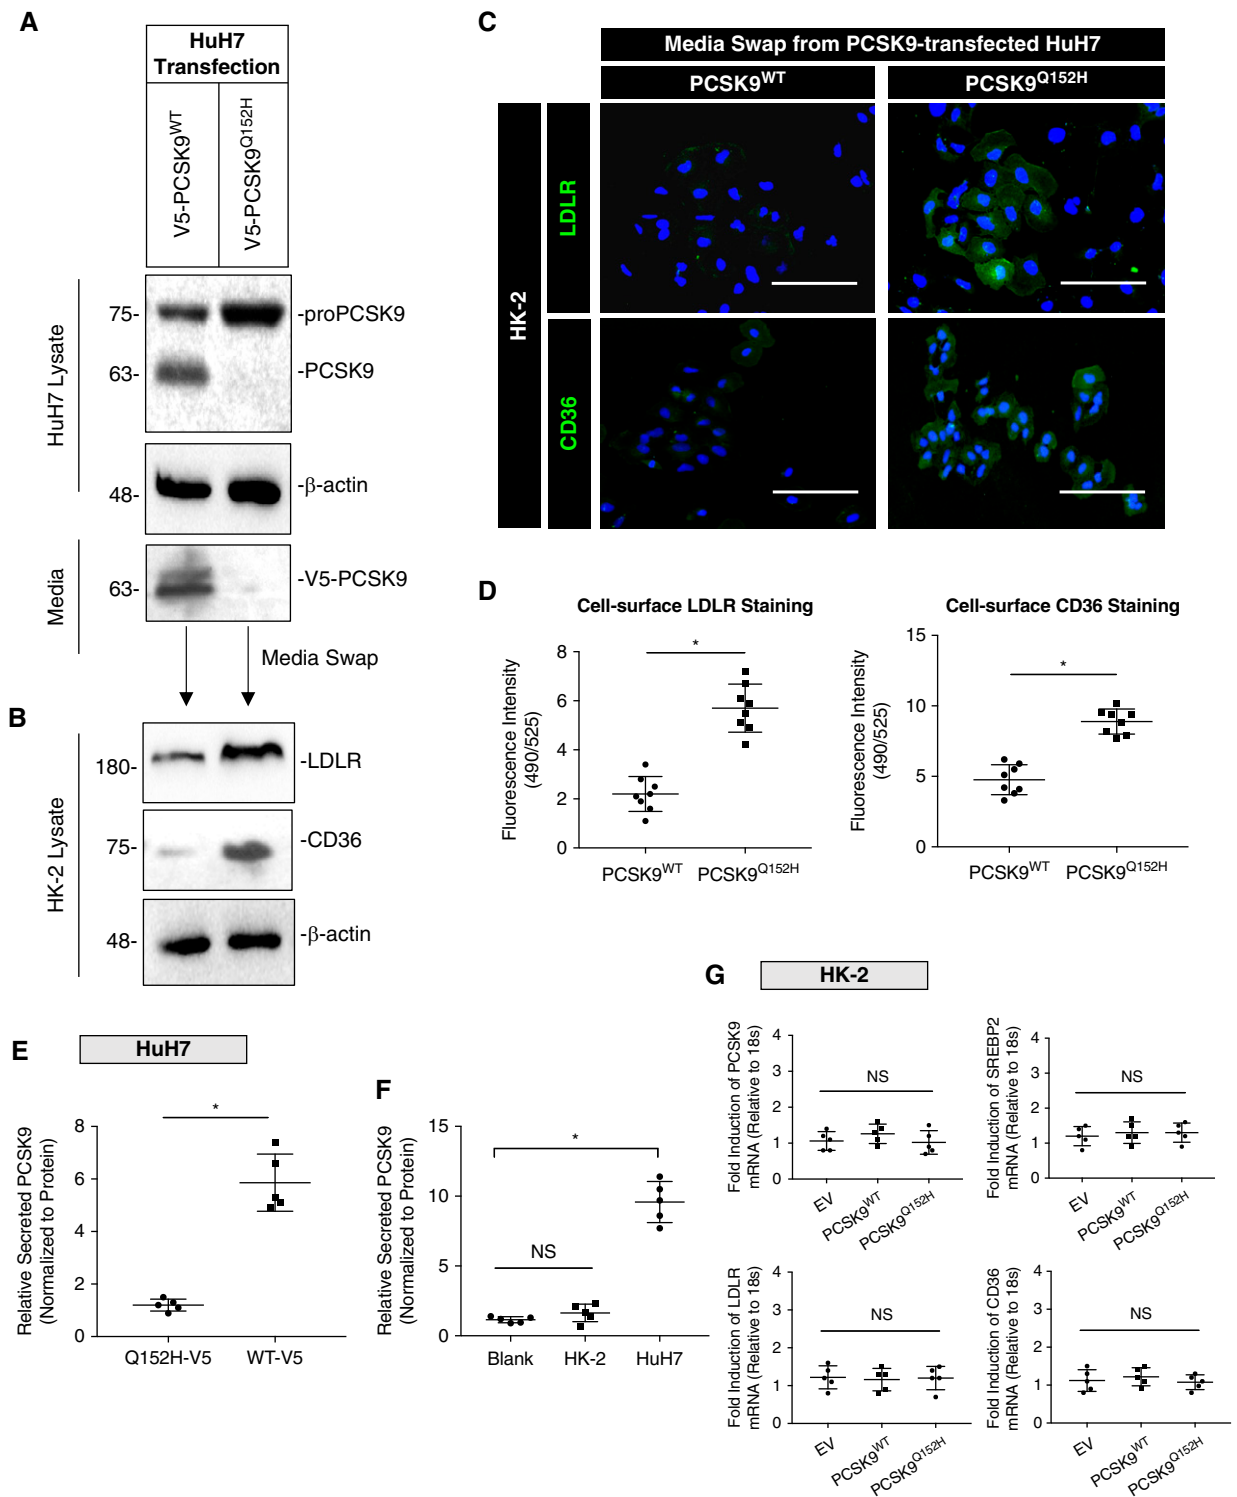 A
HuH7
Transfection
V5-PCSK9WT
V5-PCSK9Q152H
HuH7 Lysate
75-
-proPCSK9
63-
-PCSK9
48-
-β-actin
Media
63-
-V5-PCSK9
Media Swap
B
HK-2 Lysate
180-
-LDLR
75-
-CD36
48-
-β-actin
C
Media Swap from PCSK9-transfected HuH7
PCSK9WT
PCSK9Q152H
HK-2
LDLR
CD36
D
Cell-surface LDLR Staining
Fluorescence Intensity
(490/525)
8
6
4
2
0
*
PCSK9WT
PCSK9Q152H
Cell-surface CD36 Staining
Fluorescence Intensity
(490/525)
15
10
5
0
*
PCSK9WT
PCSK9Q152H
E
HuH7
Relative Secreted PCSK9
(Normalized to Protein)
8
6
4
2
0
*
Q152H-V5
WT-V5
F
Relative Secreted PCSK9
(Normalized to Protein)
15
10
5
0
*
NS
Blank
HK-2
HuH7
G
HK-2
Fold Induction of PCSK9
mRNA (Relative to 18s)
4
3
2
1
0
NS
EV
PCSK9WT
PCSK9Q152H
Fold Induction of SREBP2
mRNA (Relative to 18s)
4
3
2
1
0
NS
EV
PCSK9WT
PCSK9Q152H
Fold Induction of LDLR
mRNA (Relative to 18s)
4
3
2
1
0
NS
EV
PCSK9WT
PCSK9Q152H
Fold Induction of CD36
mRNA (Relative to 18s)
4
3
2
1
0
NS
EV
PCSK9WT
PCSK9Q152H